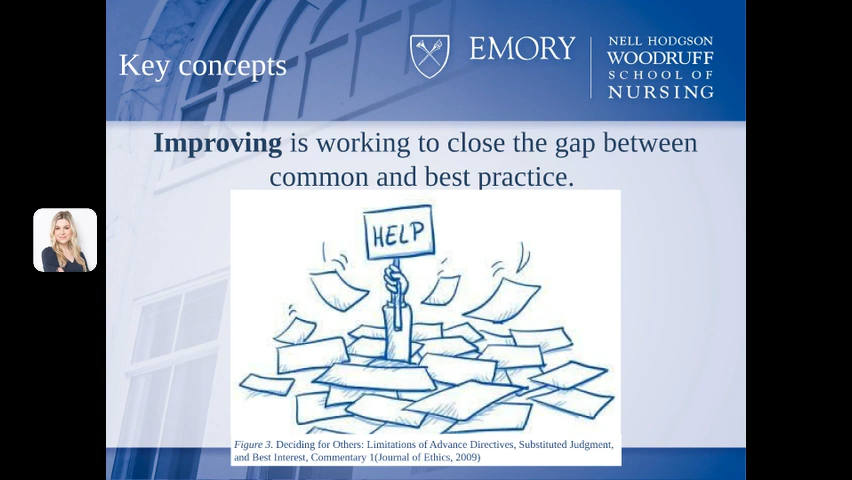 Key concepts
EMORY
NELL HODGSON
WOODRUFF
SCHOOL OF
NURSING
Improving is working to close the gap between
common and best practice.
HELP
Figure 3. Deciding for Others: Limitations of Advance Directives, Substituted Judgment,
and Best Interest, Commentary 1(Journal of Ethics, 2009)